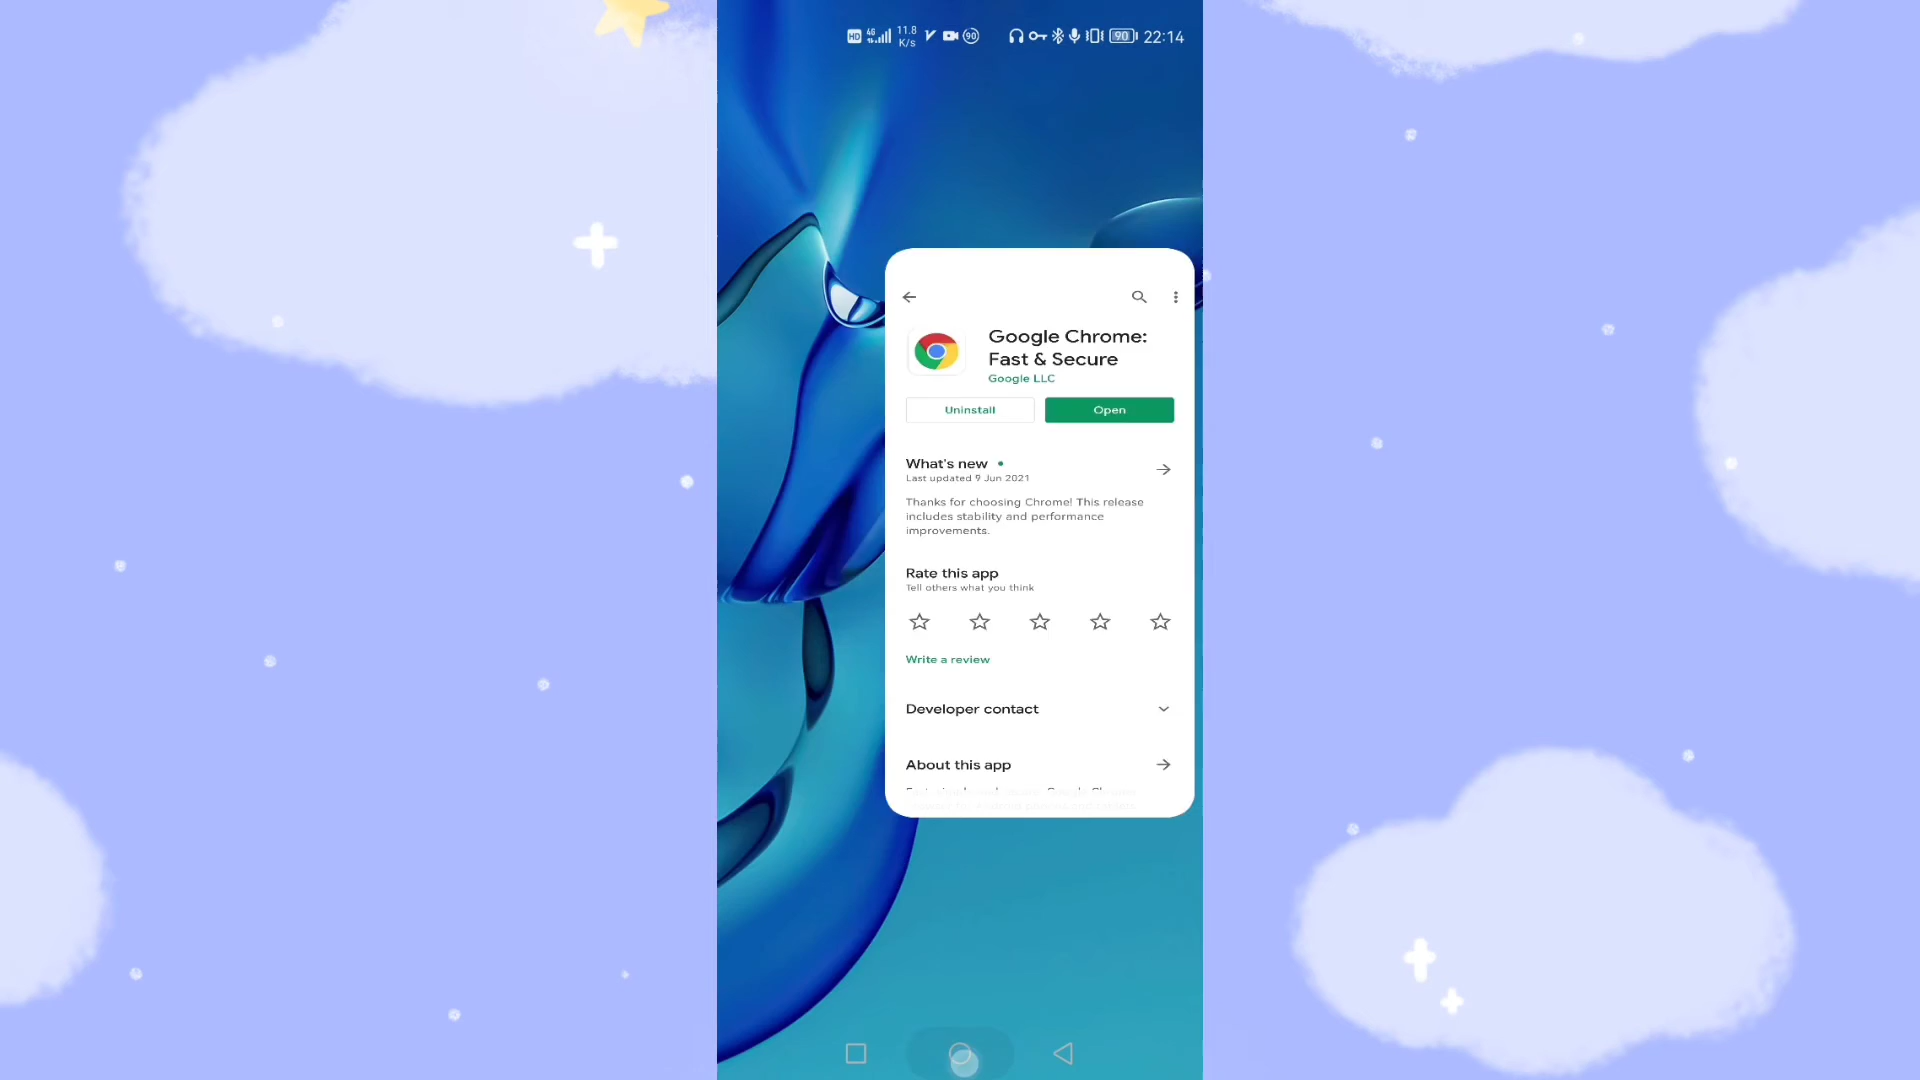 HD 4G 11.8 K/s 90 90 22:14
Google Chrome:
Fast & Secure
Google LLC
Uninstall
Open
What's new
Last updated 9 Jun 2021
Thanks for choosing Chrome! This release
includes stability and performance
improvements.
Rate this app
Tell others what you think
Write a review
Developer contact
About this app